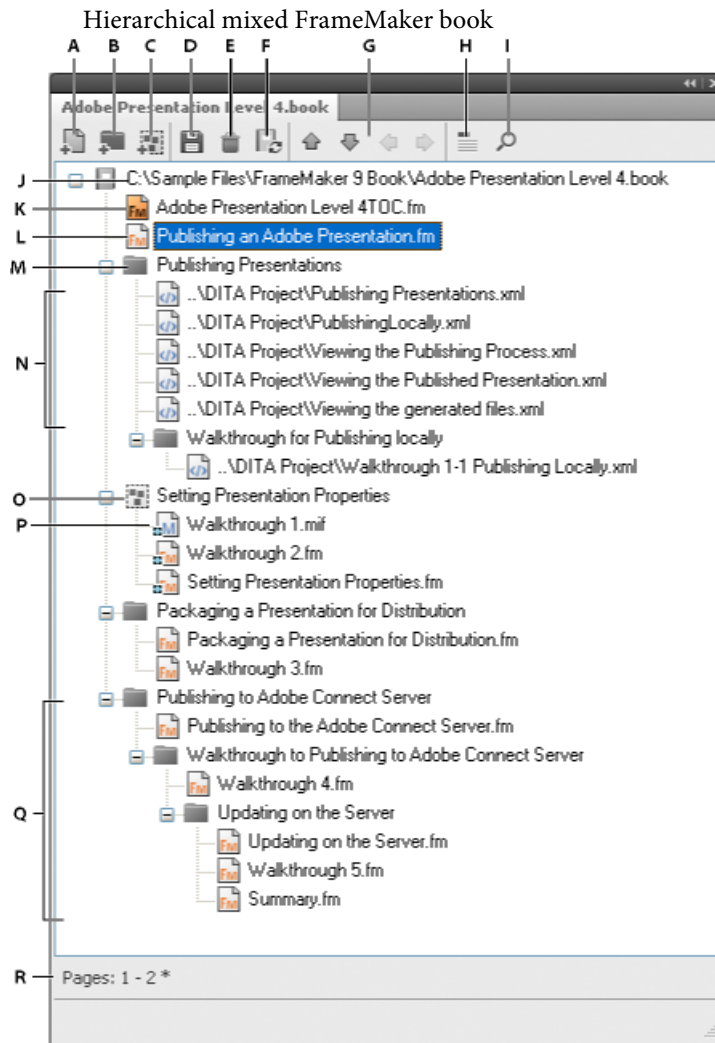 Hierarchical mixed FrameMaker book
A B C D E F G H I
Adobe Presentation Level 4.book
J C:\Sample Files\FrameMaker 9 Book\Adobe Presentation Level 4.book
K Adobe Presentation Level 4TOC.fm
L Publishing an Adobe Presentation.fm
M Publishing Presentations
..\DITA Project\Publishing Presentations.xml
..\DITA Project\PublishingLocally.xml
N ..\DITA Project\Viewing the Publishing Process.xml
..\DITA Project\Viewing the Published Presentation.xml
..\DITA Project\Viewing the generated files.xml
Walkthrough for Publishing locally
..\DITA Project\Walkthrough 1-1 Publishing Locally.xml
O Setting Presentation Properties
P Walkthrough 1.mif
Walkthrough 2.fm
Setting Presentation Properties.fm
Packaging a Presentation for Distribution
Packaging a Presentation for Distribution.fm
Walkthrough 3.fm
Publishing to Adobe Connect Server
Publishing to the Adobe Connect Server.fm
Walkthrough to Publishing to Adobe Connect Server
Walkthrough 4.fm
Q Updating on the Server
Updating on the Server.fm
Walkthrough 5.fm
Summary.fm
R Pages: 1 - 2 *